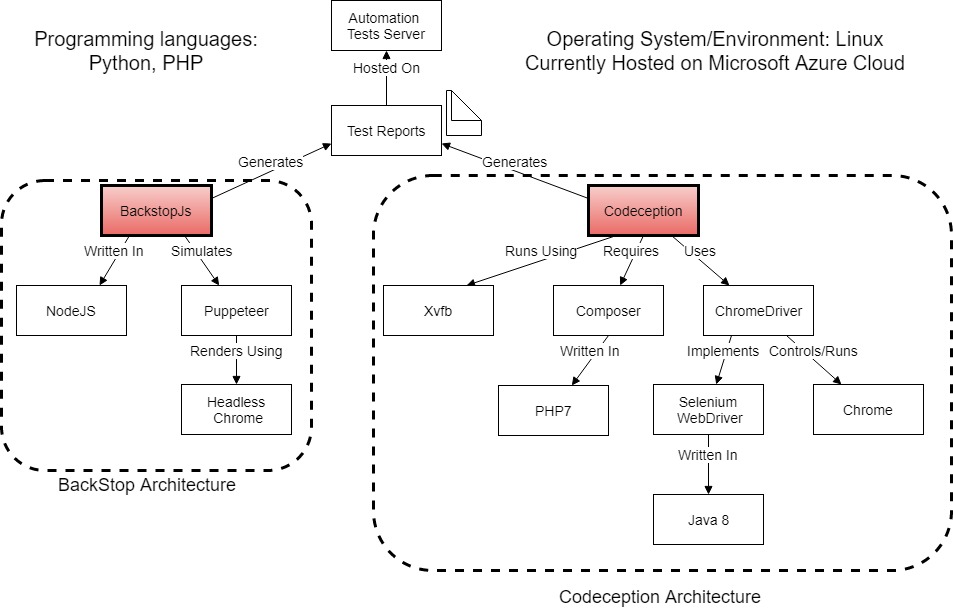 Programming languages:
Python, PHP
Automation
Tests Server
Operating System/Environment: Linux
Currently Hosted on Microsoft Azure Cloud
Hosted On
Test Reports
Generates
Generates
BackstopJs
Written In
Simulates
NodeJS
Puppeteer
Renders Using
Headless
Chrome
BackStop Architecture
Codeception
Runs Using
Requires
Uses
Xvfb
Composer
ChromeDriver
Written In
Implements
Controls/Runs
PHP7
Selenium
WebDriver
Chrome
Written In
Java 8
Codeception Architecture